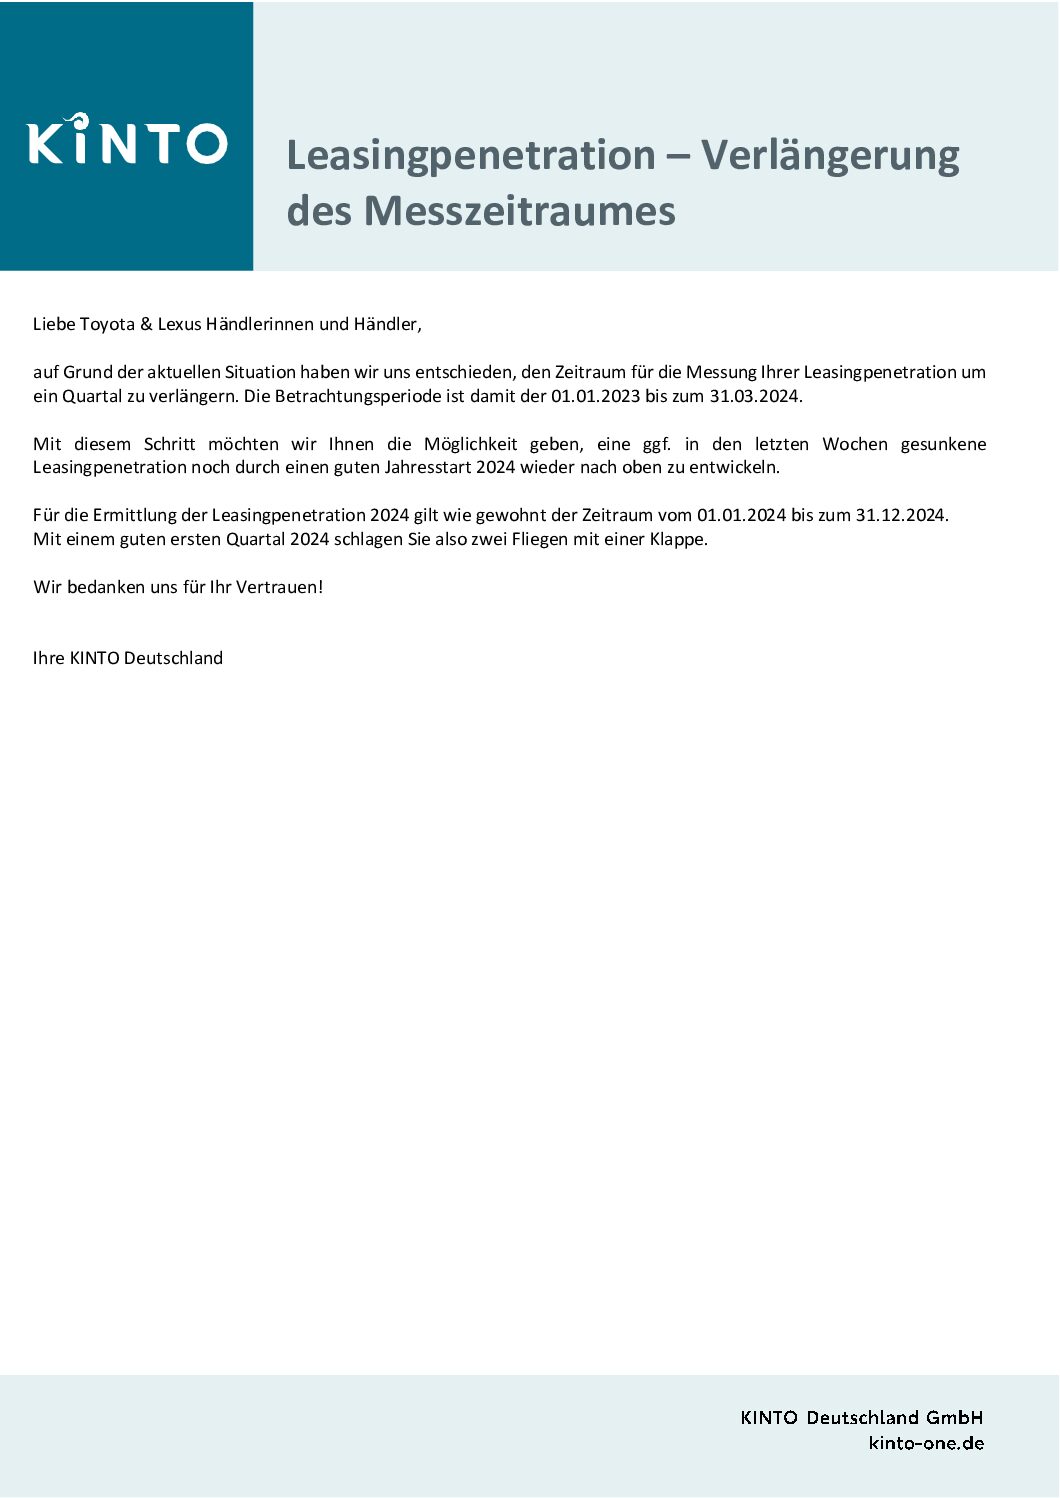 KINTO
Leasingpenetration – Verlängerung
des Messzeitraumes
Liebe Toyota & Lexus Händlerinnen und Händler,
auf Grund der aktuellen Situation haben wir uns entschieden, den Zeitraum für die Messung Ihrer Leasingpenetration um
ein Quartal zu verlängern. Die Betrachtungsperiode ist damit der 01.01.2023 bis zum 31.03.2024.
Mit diesem Schritt möchten wir Ihnen die Möglichkeit geben, eine ggf. in den letzten Wochen gesunkene
Leasingpenetration noch durch einen guten Jahresstart 2024 wieder nach oben zu entwickeln.
Für die Ermittlung der Leasingpenetration 2024 gilt wie gewohnt der Zeitraum vom 01.01.2024 bis zum 31.12.2024.
Mit einem guten ersten Quartal 2024 schlagen Sie also zwei Fliegen mit einer Klappe.
Wir bedanken uns für Ihr Vertrauen!
Ihre KINTO Deutschland
KINTO Deutschland GmbH
kinto-one.de